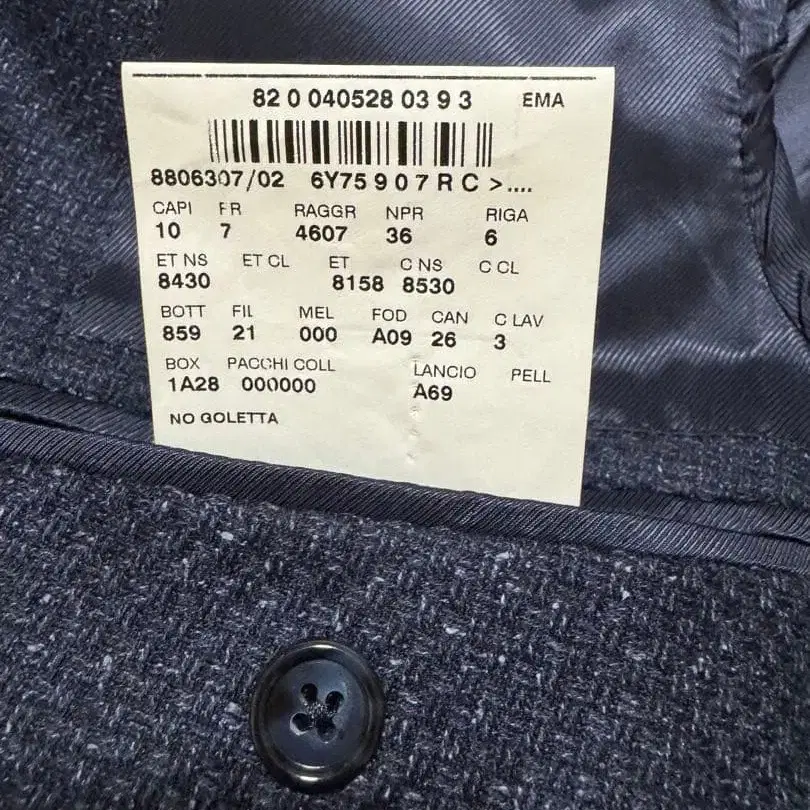 82 0 040528 0 3 9 3 EMA
8806307/02 6Y75 9 0 7 R C >....
CAPI FR RAGGR NPR RIGA
10 7 4607 36 6
ET NS ET CL ET C NS C CL
8430 8158 8530
BOTT FIL MEL FOD CAN C LAV
859 21 000 A09 26 3
BOX PACCHI COLL LANCIO PELL
1A28 000000 A69
NO GOLETTA